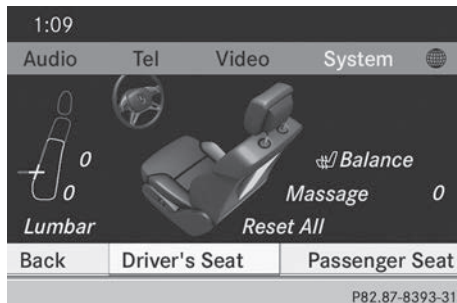 1:09
Audio Tel Video System
0
Balance
0
Massage 0
Lumbar Reset All
Back Driver's Seat Passenger Seat
P82.87-8393-31